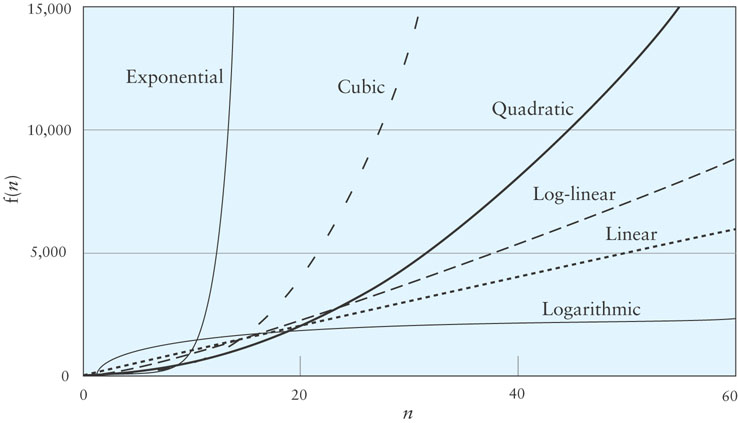 15,000
Exponential
Cubic
Quadratic
10,000
f(n)
Log-linear
Linear
5,000
Logarithmic
0
0
20
40
60
n